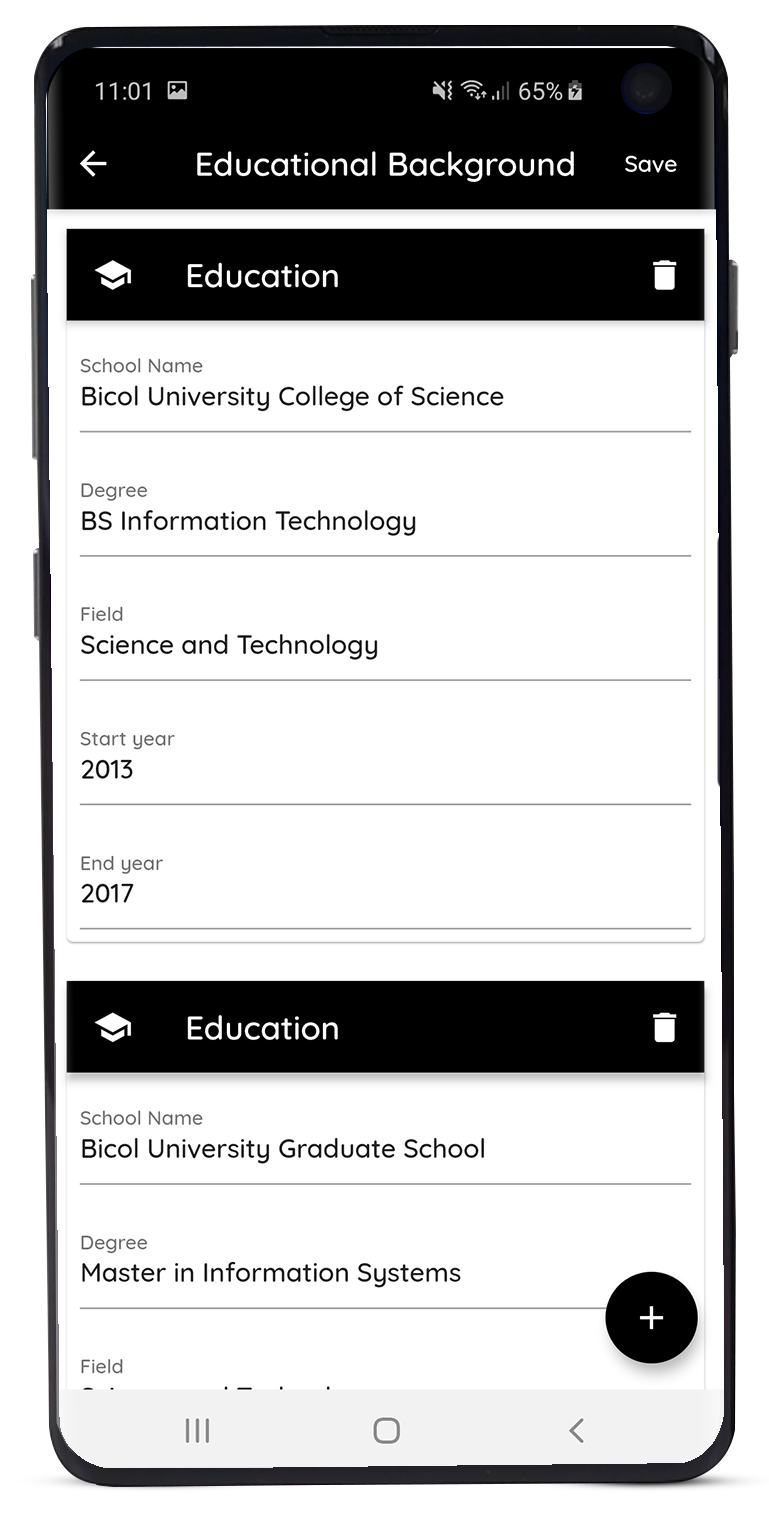 11:01 65%
Educational Background Save
Education
School Name
Bicol University College of Science
Degree
BS Information Technology
Field
Science and Technology
Start year
2013
End year
2017
Education
School Name
Bicol University Graduate School
Degree
Master in Information Systems
Field